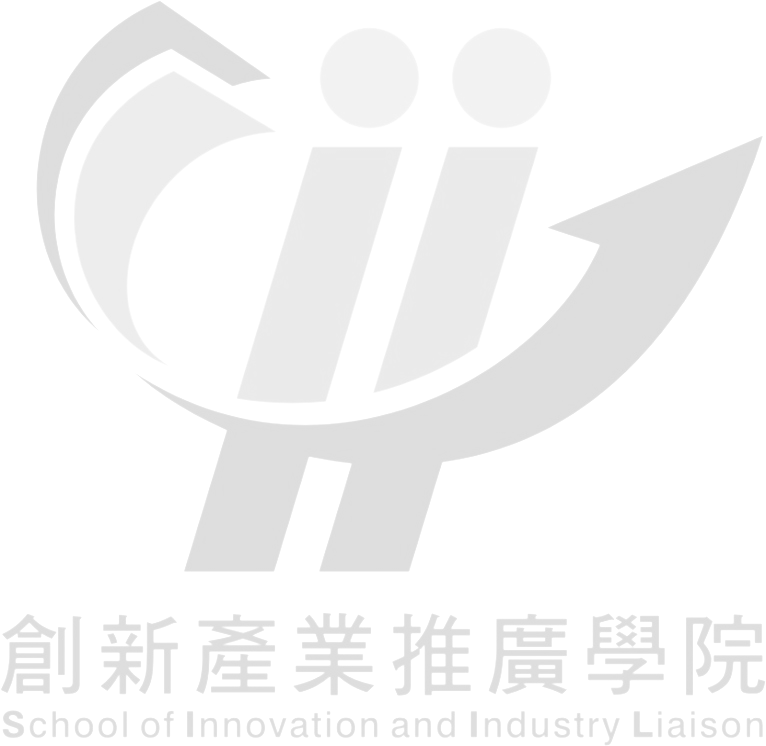 創新產業推廣學院
School of Innovation and Industry Liaison